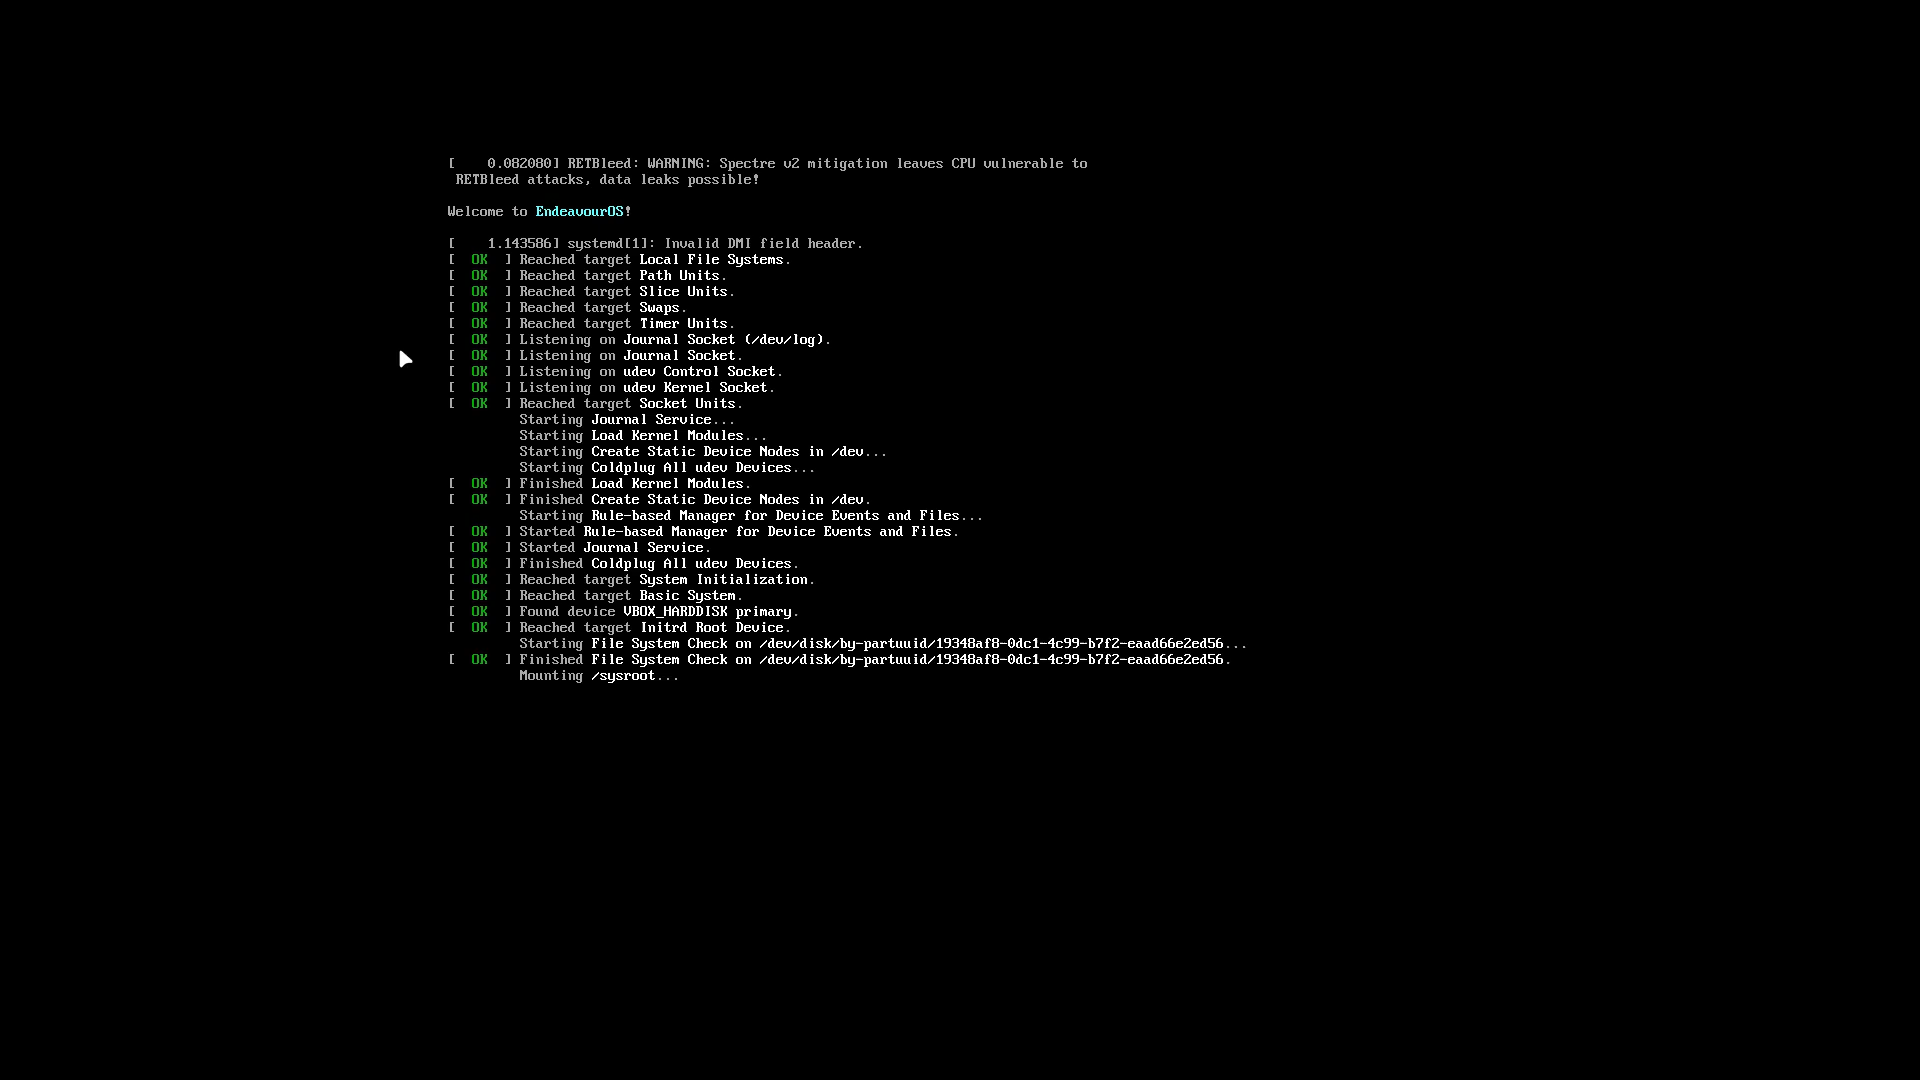 [    0.082080] RETBleed: WARNING: Spectre v2 mitigation leaves CPU vulnerable to
 RETBleed attacks, data leaks possible!
Welcome to EndeavourOS!
[    1.143586] systemd[1]: Invalid DMI field header.
[  OK  ] Reached target Local File Systems.
[  OK  ] Reached target Path Units.
[  OK  ] Reached target Slice Units.
[  OK  ] Reached target Swaps.
[  OK  ] Reached target Timer Units.
[  OK  ] Listening on Journal Socket (/dev/log).
[  OK  ] Listening on Journal Socket.
[  OK  ] Listening on udev Control Socket.
[  OK  ] Listening on udev Kernel Socket.
[  OK  ] Reached target Socket Units.
         Starting Journal Service...
         Starting Load Kernel Modules...
         Starting Create Static Device Nodes in /dev...
         Starting Coldplug All udev Devices...
[  OK  ] Finished Load Kernel Modules.
[  OK  ] Finished Create Static Device Nodes in /dev.
         Starting Rule-based Manager for Device Events and Files...
[  OK  ] Started Rule-based Manager for Device Events and Files.
[  OK  ] Started Journal Service.
[  OK  ] Finished Coldplug All udev Devices.
[  OK  ] Reached target System Initialization.
[  OK  ] Reached target Basic System.
[  OK  ] Found device VBOX_HARDDISK primary.
[  OK  ] Reached target Initrd Root Device.
         Starting File System Check on /dev/disk/by-partuuid/19348af8-0dc1-4c99-b7f2-eaad66e2ed56...
[  OK  ] Finished File System Check on /dev/disk/by-partuuid/19348af8-0dc1-4c99-b7f2-eaad66e2ed56.
         Mounting /sysroot...